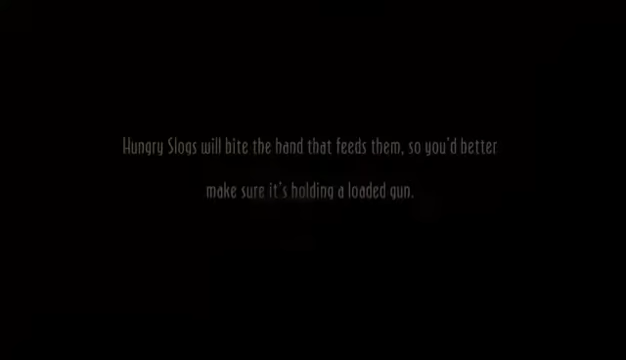 Hungry Slogs will bite the hand that feeds them, so you'd better
make sure it's holding a loaded gun.